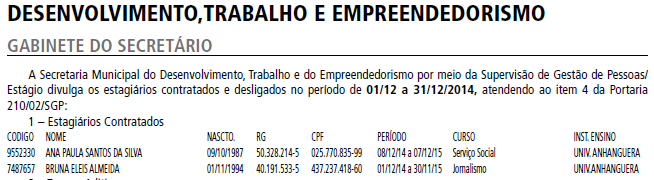 DESENVOLVIMENTO,TRABALHO E EMPREENDEDORISMO
GABINETE DO SECRETÁRIO
A Secretaria Municipal do Desenvolvimento, Trabalho e do Empreendedorismo por meio da Supervisão de Gestão de Pessoas/
Estágio divulga os estagiários contratados e desligados no período de 01/12 a 31/12/2014, atendendo ao item 4 da Portaria
210/02/SGP:
1 – Estagiários Contratados
CODIGO NOME NASCTO. RG CPF PERÍODO CURSO INST. ENSINO
9552330 ANA PAULA SANTOS DA SILVA 09/10/1987 50.328.214-5 025.770.835-99 08/12/14 a 07/12/15 Serviço Social UNIV. ANHANGUERA
7487657 BRUNA ELEIS ALMEIDA 01/11/1994 40.191.533-5 437.237.418-60 01/12/14 a 30/11/15 Jornalismo UNIV.ANHANGUERA